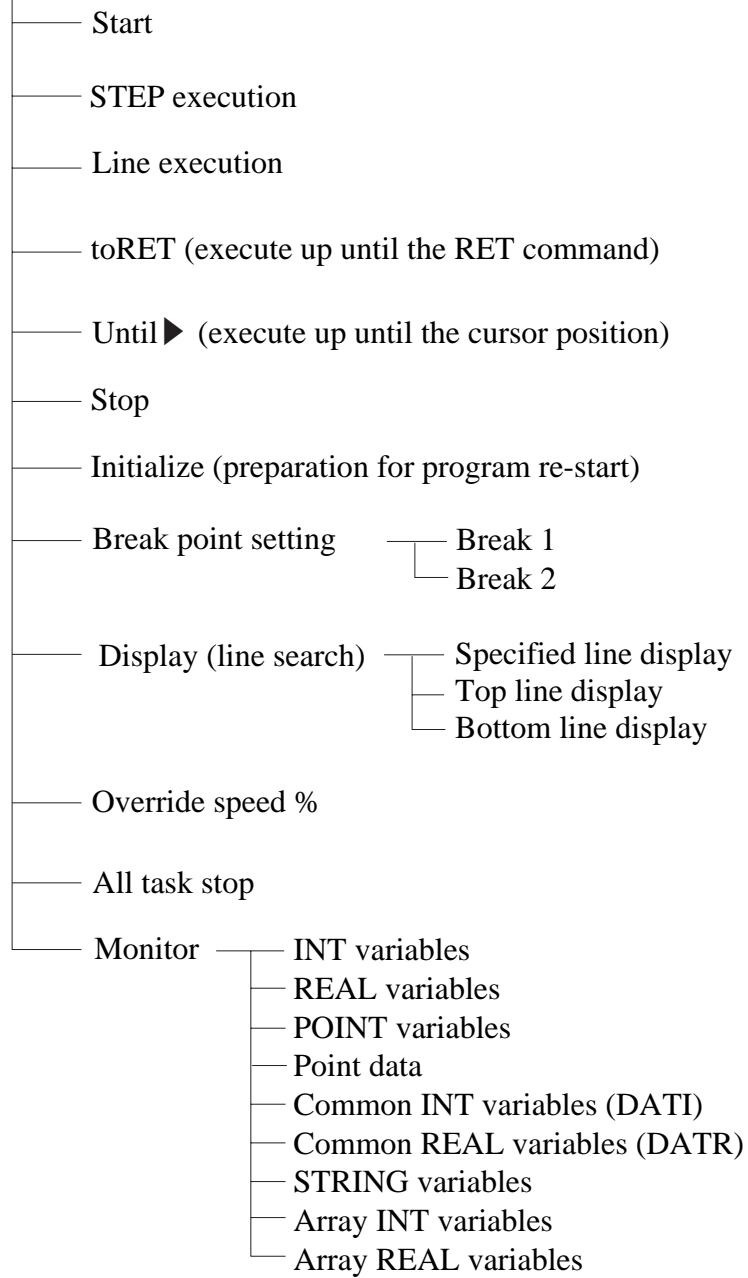 Start
STEP execution
Line execution
toRET (execute up until the RET command)
Until▶ (execute up until the cursor position)
Stop
Initialize (preparation for program re-start)
Break point setting
Break 1
Break 2
Display (line search)
Specified line display
Top line display
Bottom line display
Override speed %
All task stop
Monitor
INT variables
REAL variables
POINT variables
Point data
Common INT variables (DATI)
Common REAL variables (DATR)
STRING variables
Array INT variables
Array REAL variables